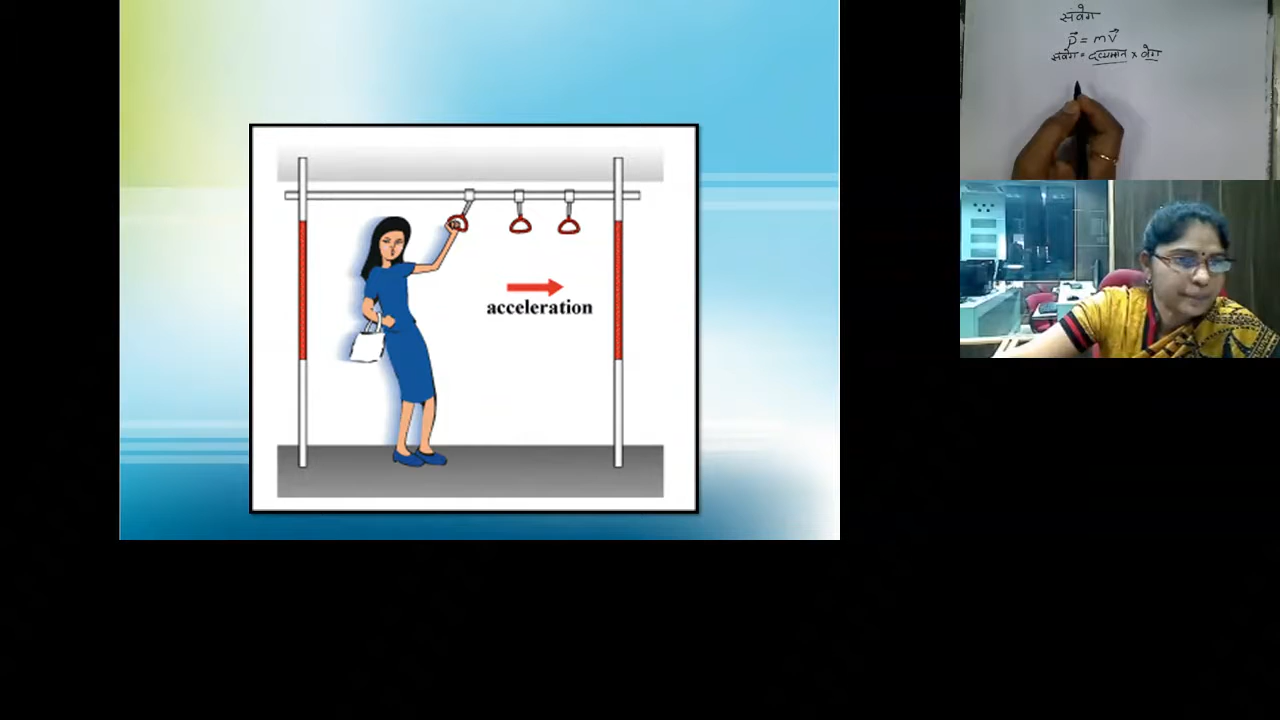 acceleration
संवेग
p⃗ = mv⃗
संवेग = द्रव्यमान × वेग